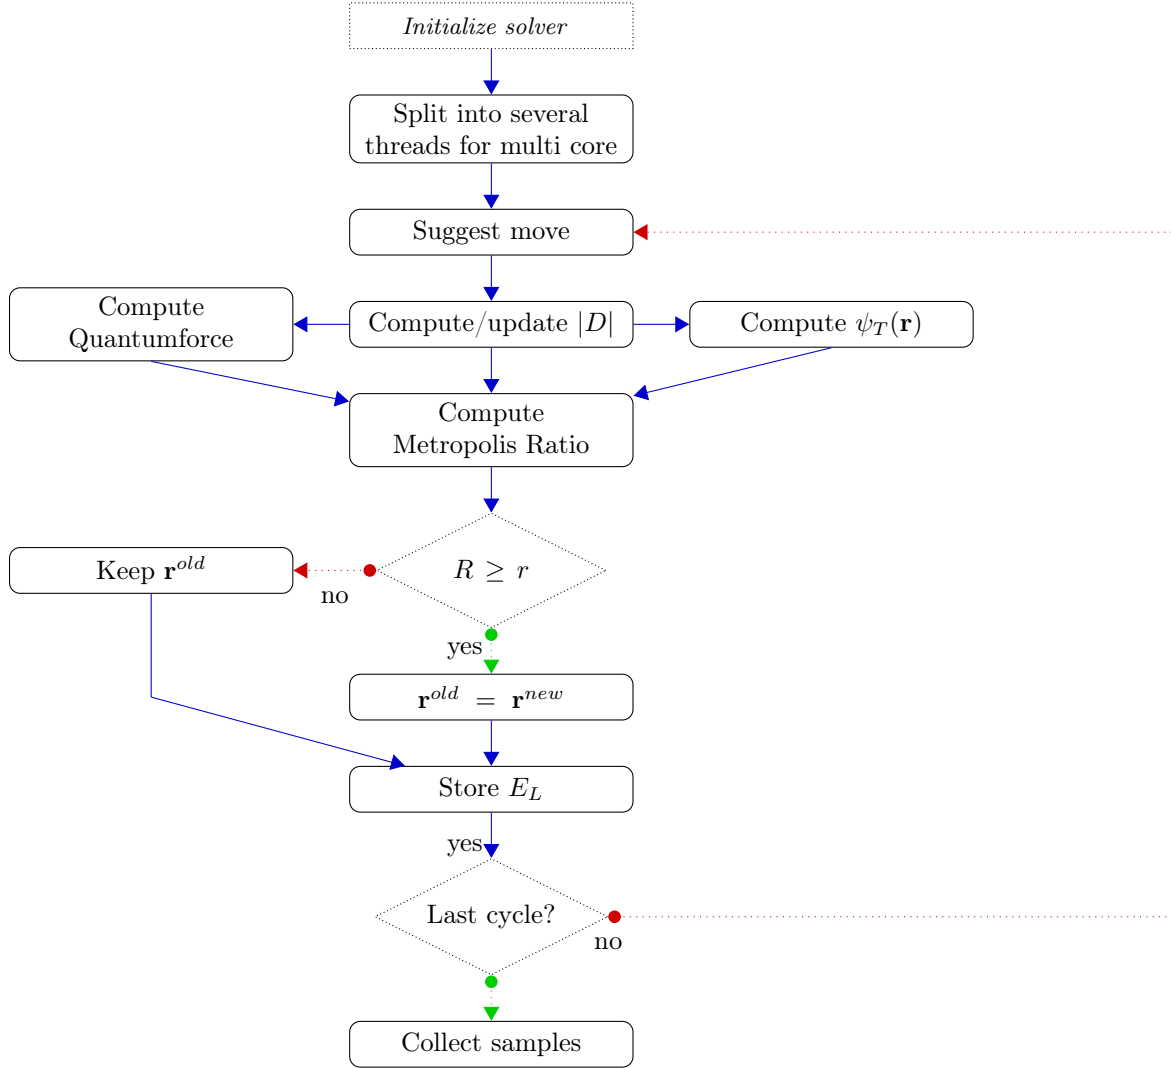 Initialize solver
Split into several
threads for multi core
Suggest move
Compute
Quantumforce
Compute/update |D|
Compute ψ_T(𝐫)
Compute
Metropolis Ratio
R ≥ r
Keep 𝐫^{old}
no
yes
𝐫^{old} = 𝐫^{new}
Store E_L
yes
Last cycle?
no
Collect samples